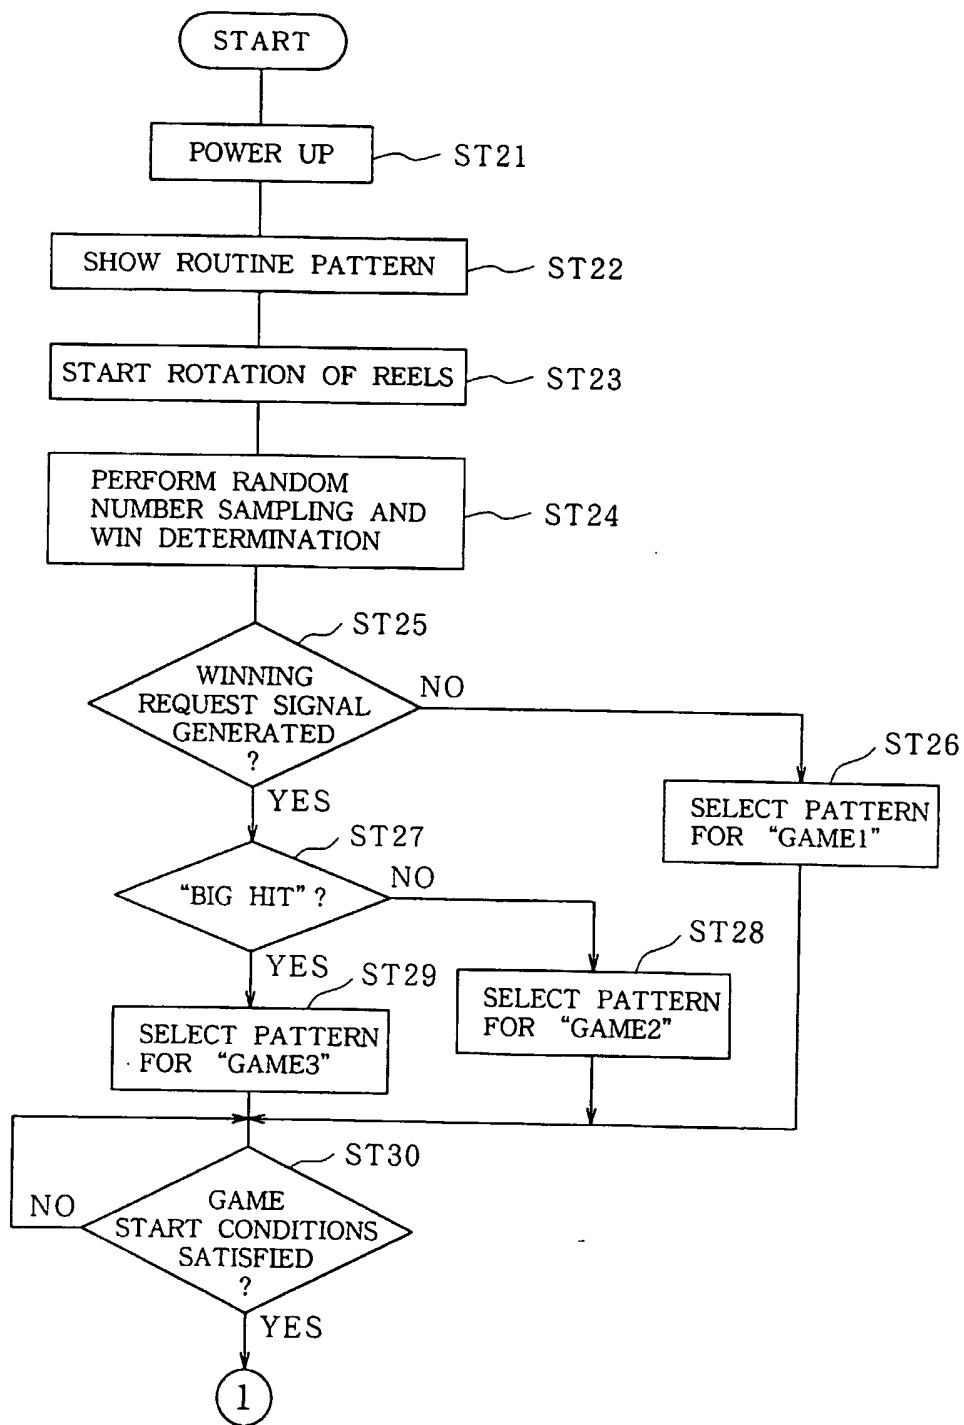 START
POWER UP
ST21
SHOW ROUTINE PATTERN
ST22
START ROTATION OF REELS
ST23
PERFORM RANDOM
NUMBER SAMPLING AND
WIN DETERMINATION
ST24
ST25
WINNING
REQUEST SIGNAL
GENERATED
?
NO
YES
ST26
SELECT PATTERN
FOR “GAME1”
ST27
“BIG HIT” ?
NO
YES
ST28
SELECT PATTERN
FOR “GAME2”
ST29
SELECT PATTERN
FOR “GAME3”
ST30
GAME
START CONDITIONS
SATISFIED
?
NO
YES
1